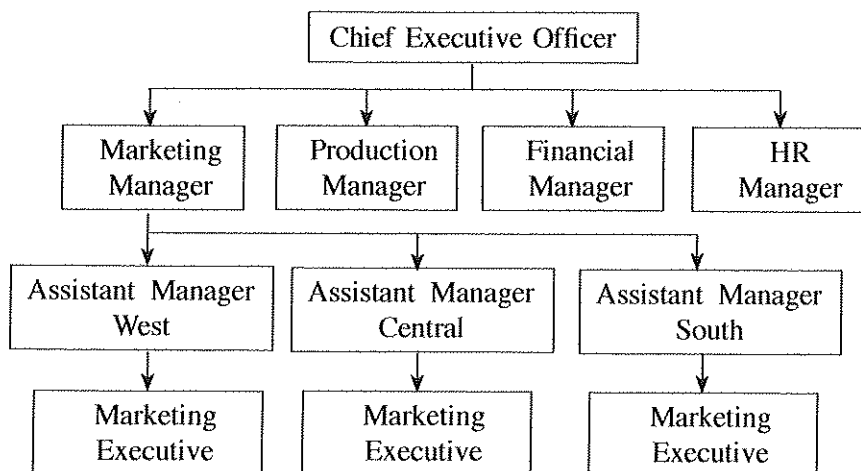 Chief Executive Officer
Marketing
Manager
Production
Manager
Financial
Manager
HR
Manager
Assistant Manager
West
Assistant Manager
Central
Assistant Manager
South
Marketing
Executive
Marketing
Executive
Marketing
Executive